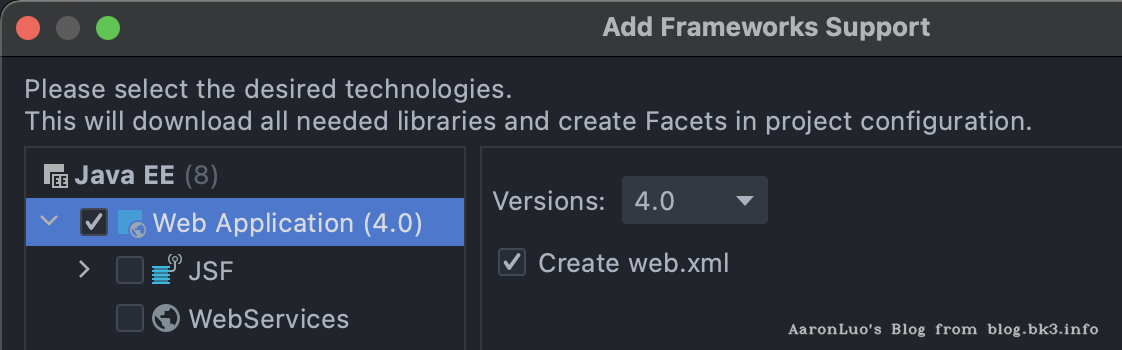 Add Frameworks Support
Please select the desired technologies.
This will download all needed libraries and create Facets in project configuration.
EE Java EE (8)
Web Application (4.0)
JSF
WebServices
Versions: 4.0
Create web.xml
AaronLuo's Blog from blog.bk3.info